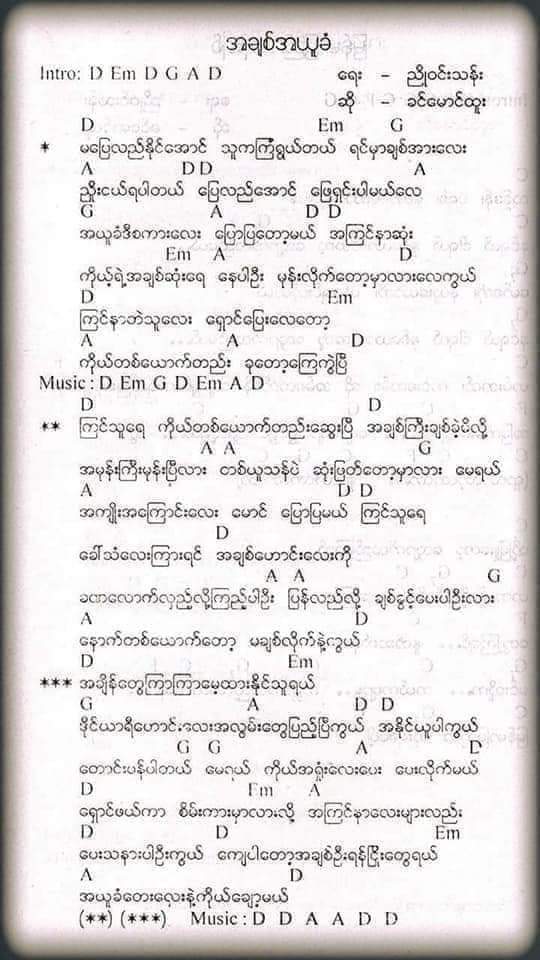 အချစ်အယူခံ
Intro: D Em D G A D ရေး – ညိုဝင်းသန်း
ဆို – ခင်မောင်ထူး
D Em G
* မပြေလည်နိုင်အောင် သူကကြံရွယ်တယ် ရင်မှာချစ်အားလေး
A D D A
ညှိုးငယ်ရပါတယ် ပြေလည်အောင် ဖြေရှင်းပါမယ်လေ
G A D D
အယူခံဒီစကားလေး ပြောပြတော့မယ် အကြင်နာဆုံး
Em A D
ကိုယ့်ရဲ့အချစ်ဆုံးရေ နေပါဦး မုန်းလိုက်တော့မှာလားလေကွယ်
D Em
ကြင်နာဘဲသူလေး ရှောင်ပြေးလေတော့
A A D
ကိုယ်တစ်ယောက်တည်း ခုတော့ကြေကွဲပြီ
Music : D Em G D Em A D
D D
** ကြင်သူရေ ကိုယ်တစ်ယောက်တည်းဆွေးပြီ အချစ်ကြီးချစ်ခဲ့မိလို့
A A G
အမုန်းကြီးမုန်းပြီလား တစ်ယူသန်ပဲ ဆုံးဖြတ်တော့မှာလား မေရယ်
A D D
အကျိုးအကြောင်းလေး မောင် ပြောပြမယ် ကြင်သူရေ
D
ခေါ်သံလေးကြားရင် အချစ်ဟောင်းလေးကို
A A G
ခဏလောက်လှည့်လို့ကြည့်ပါဦး ပြန်လည်လို့ ချစ်ခွင့်ပေးပါဦးလား
A D
နောက်တစ်ယောက်တော့ မချစ်လိုက်နဲ့ကွယ်
D Em
*** အချိန်တွေကြာကြာမေ့ထားနိုင်သူရယ်
G A D D
ဒိုင်ယာရီဟောင်းလေးအလွမ်းတွေပြည့်ပြီကွယ် အနိုင်ယူပါကွယ်
G G A D
တောင်းပန်ပါတယ် မေရယ် ကိုယ်အရှုံးလေးပေး ပေးလိုက်မယ်
D Em A
ရှောင်ဖယ်ကာ စိမ်းကားမှာလားလို့ အကြင်နာလေးများလည်း
D D Em
ပေးသနားပါဦးကွယ် ကျေပါတော့အချစ်ဦးရန်ငြိုးတွေရယ်
A D
အယူခံတေးလေးနဲ့ကိုယ်ချော့မယ်
(**) (***) Music : D D A A D D